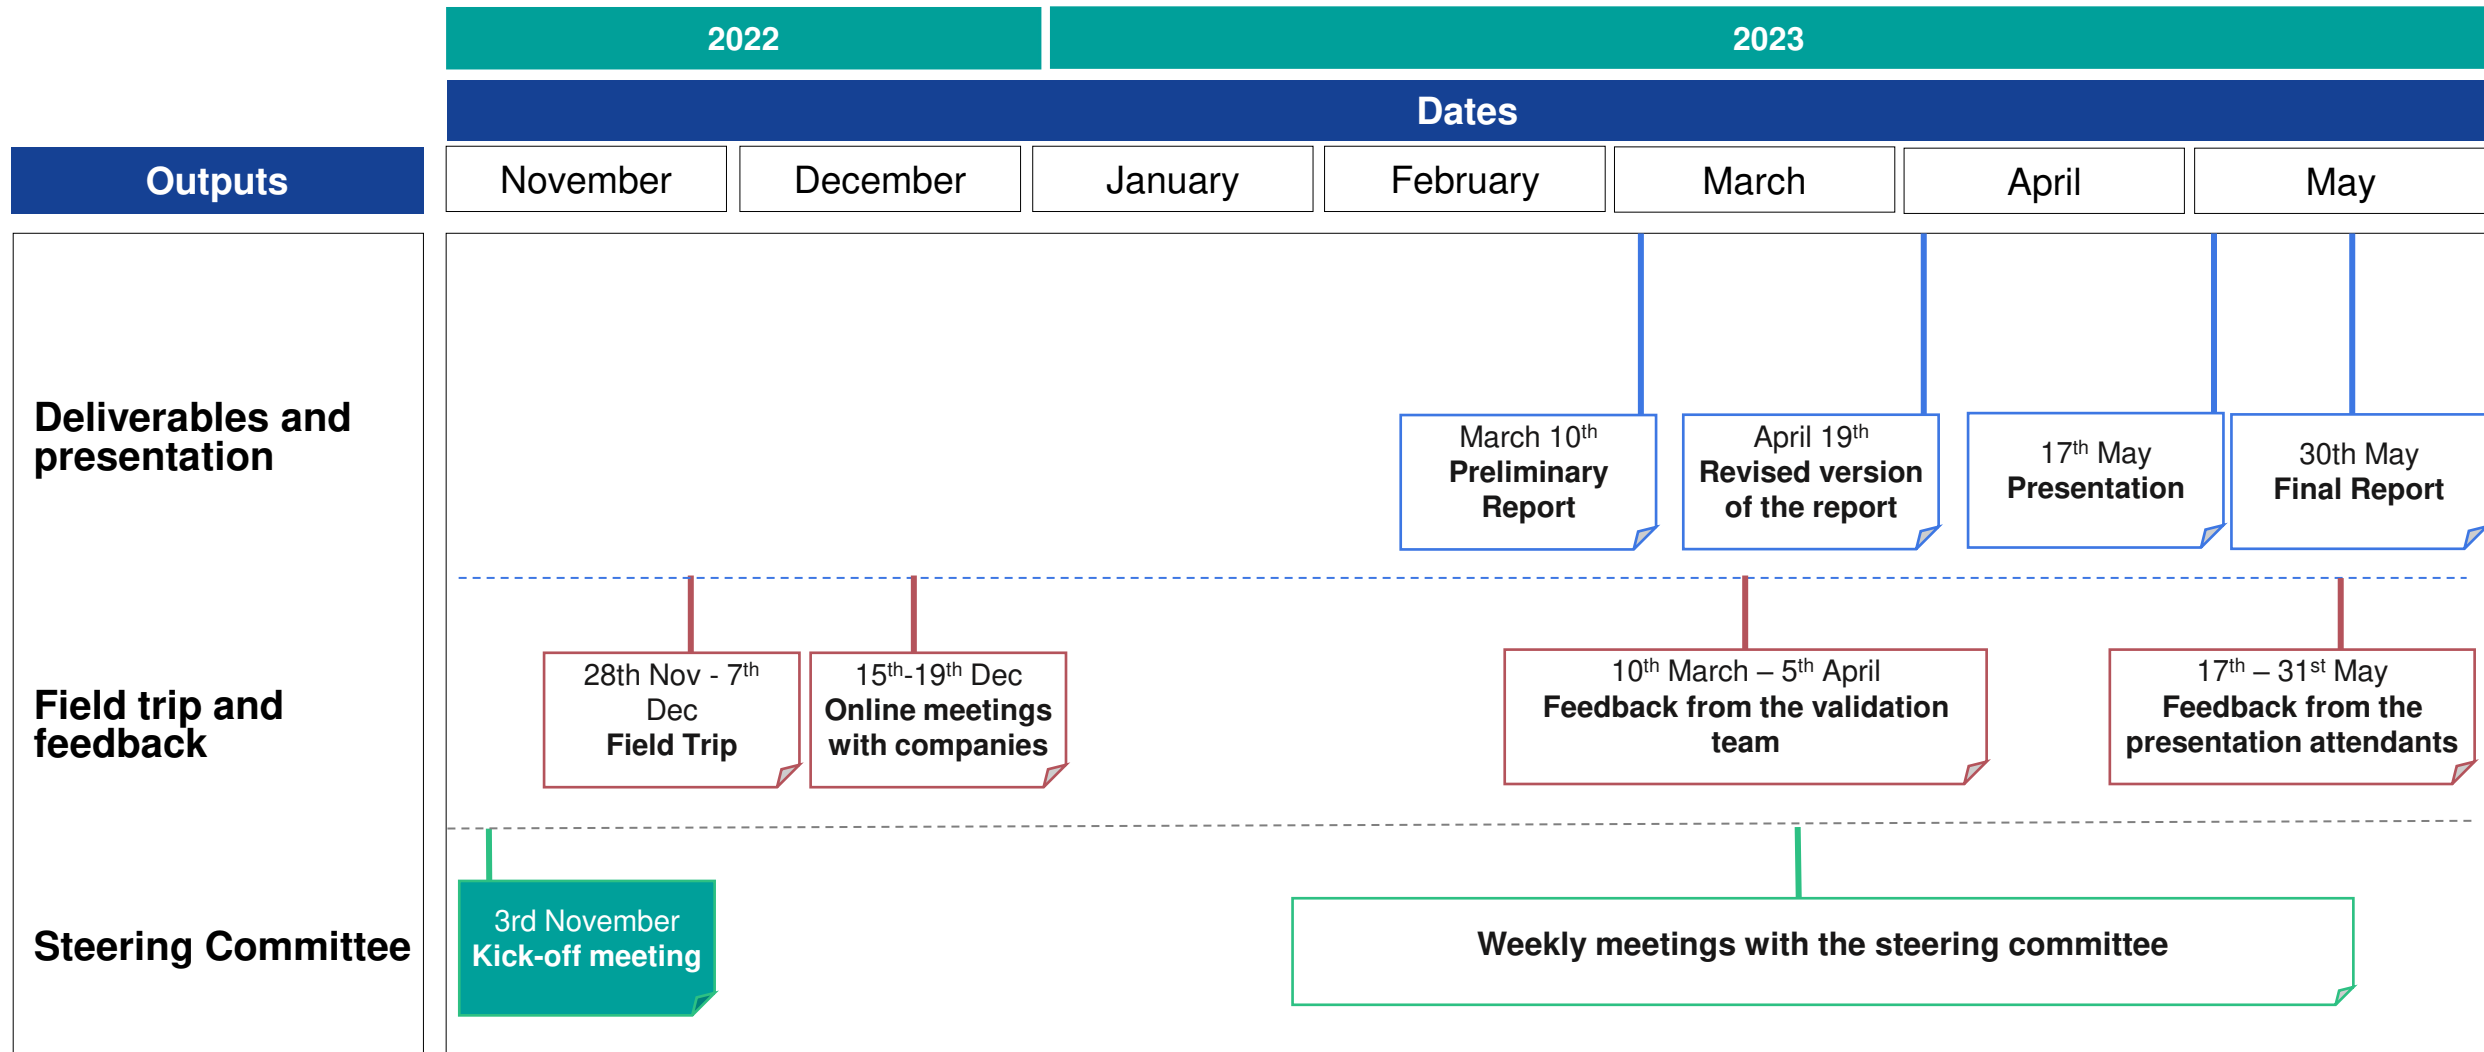 2022
2023
Dates
Outputs
November
December
January
February
March
April
May
Deliverables and
presentation
March 10th
Preliminary
Report
April 19th
Revised version
of the report
17th May
Presentation
30th May
Final Report
Field trip and
feedback
28th Nov - 7th
Dec
Field Trip
15th-19th Dec
Online meetings
with companies
10th March – 5th April
Feedback from the validation
team
17th – 31st May
Feedback from the
presentation attendants
Steering Committee
3rd November
Kick-off meeting
Weekly meetings with the steering committee